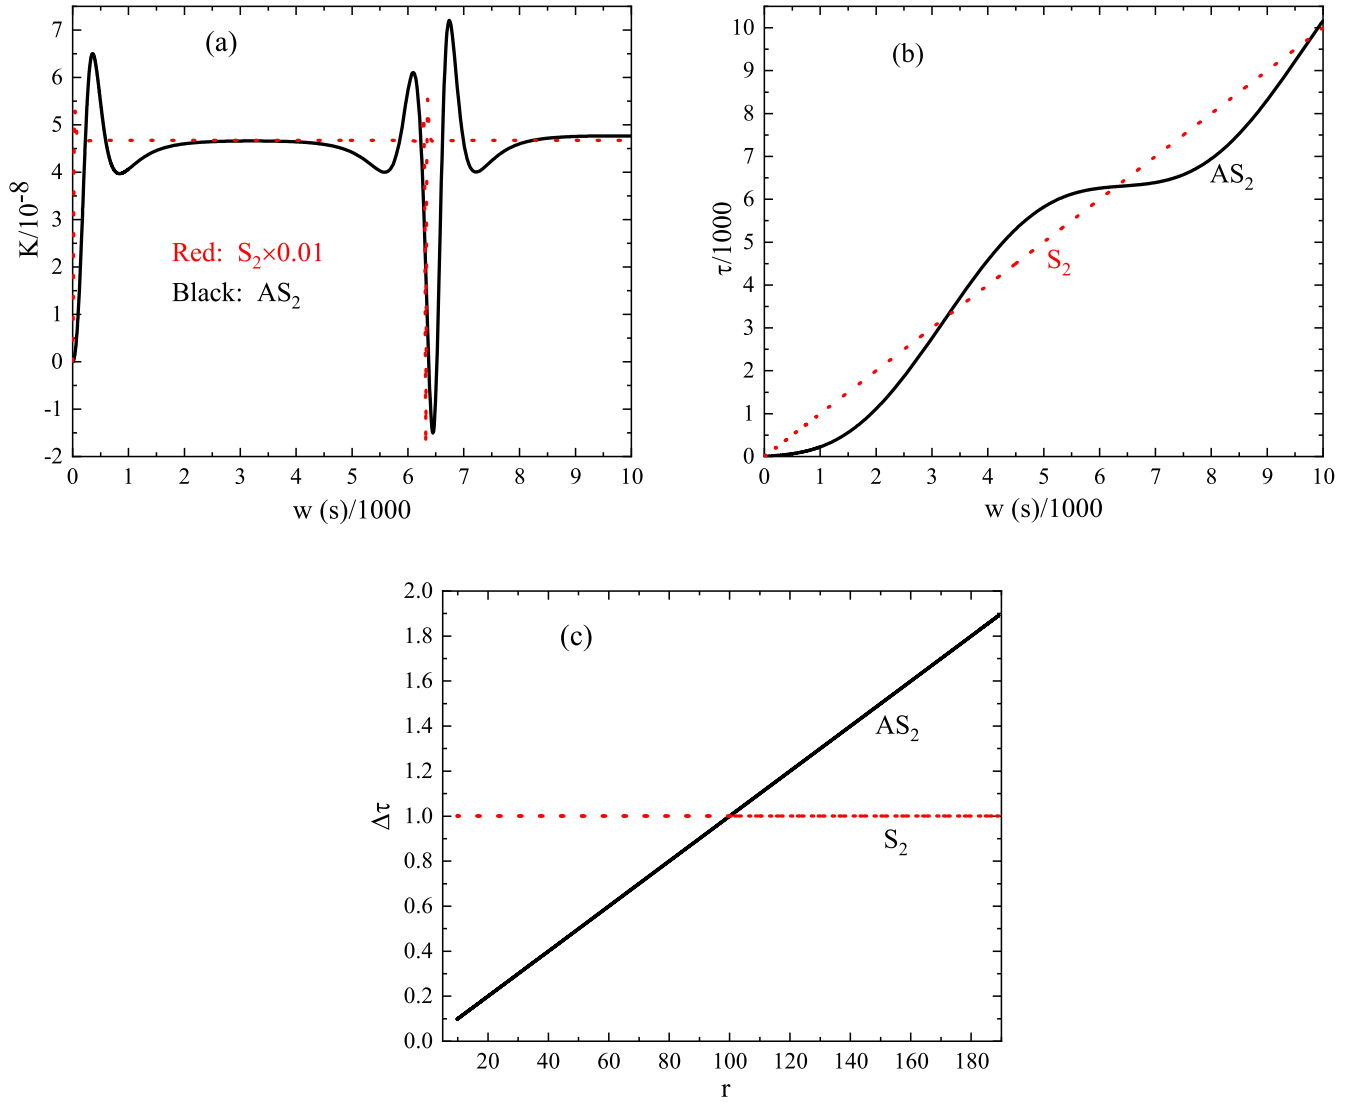 (a)
K/10⁻⁸
7
6
5
4
3
2
1
0
-1
-2
Red: S₂×0.01
Black: AS₂
0 1 2 3 4 5 6 7 8 9 10
w (s)/1000
(b)
τ/1000
10
9
8
7
6
5
4
3
2
1
0
AS₂
S₂
0 1 2 3 4 5 6 7 8 9 10
w (s)/1000
(c)
Δτ
2.0
1.8
1.6
1.4
1.2
1.0
0.8
0.6
0.4
0.2
0.0
AS₂
S₂
20 40 60 80 100 120 140 160 180
r